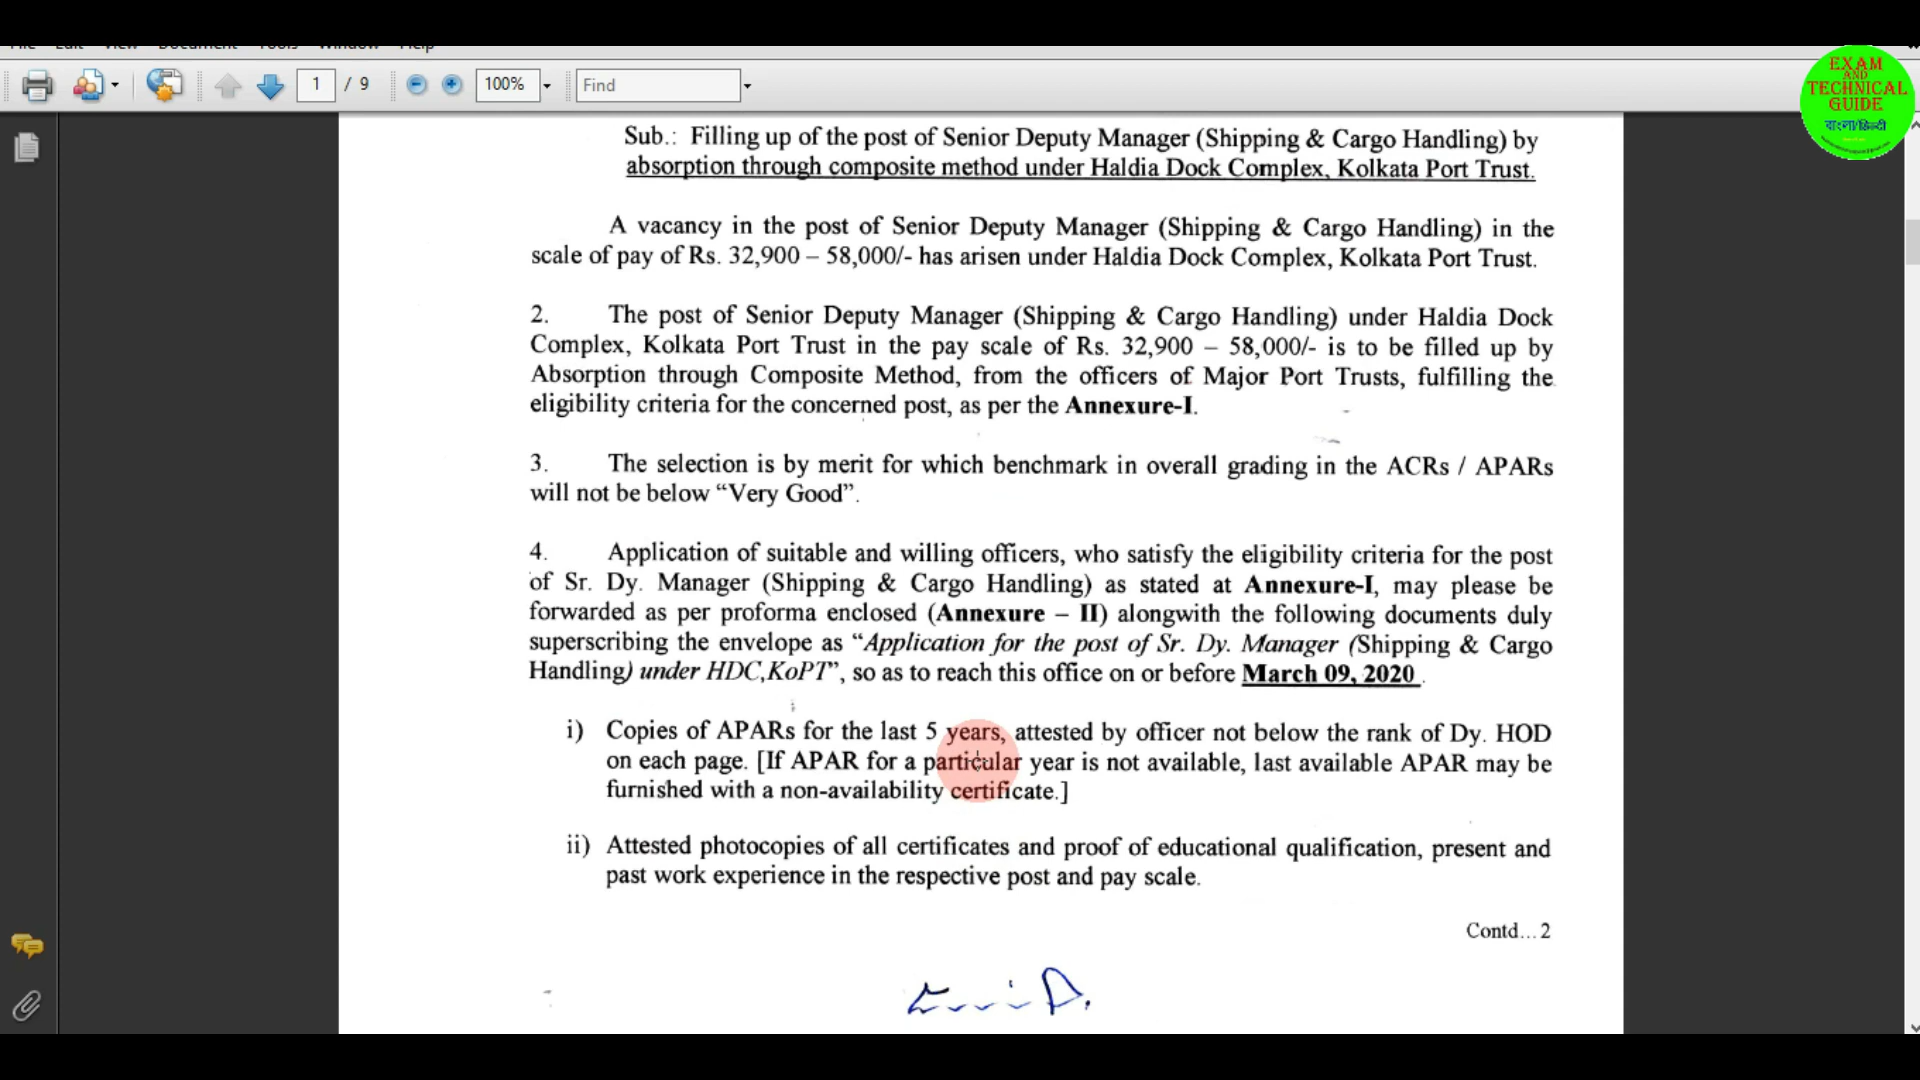 File Edit View Document Tools Window Help
1 / 9
100%
Find
EXAM
AND
TECHNICAL
GUIDE
বাংলা/हिन्दी
Sub.: Filling up of the post of Senior Deputy Manager (Shipping & Cargo Handling) by
absorption through composite method under Haldia Dock Complex, Kolkata Port Trust.
A vacancy in the post of Senior Deputy Manager (Shipping & Cargo Handling) in the
scale of pay of Rs. 32,900 – 58,000/- has arisen under Haldia Dock Complex, Kolkata Port Trust.
2. The post of Senior Deputy Manager (Shipping & Cargo Handling) under Haldia Dock
Complex, Kolkata Port Trust in the pay scale of Rs. 32,900 – 58,000/- is to be filled up by
Absorption through Composite Method, from the officers of Major Port Trusts, fulfilling the
eligibility criteria for the concerned post, as per the Annexure-I.
3. The selection is by merit for which benchmark in overall grading in the ACRs / APARs
will not be below “Very Good”.
4. Application of suitable and willing officers, who satisfy the eligibility criteria for the post
of Sr. Dy. Manager (Shipping & Cargo Handling) as stated at Annexure-I, may please be
forwarded as per proforma enclosed (Annexure – II) alongwith the following documents duly
superscribing the envelope as “Application for the post of Sr. Dy. Manager (Shipping & Cargo
Handling) under HDC,KoPT”, so as to reach this office on or before March 09, 2020.
i) Copies of APARs for the last 5 years, attested by officer not below the rank of Dy. HOD
on each page. [If APAR for a particular year is not available, last available APAR may be
furnished with a non-availability certificate.]
ii) Attested photocopies of all certificates and proof of educational qualification, present and
past work experience in the respective post and pay scale.
Contd...2